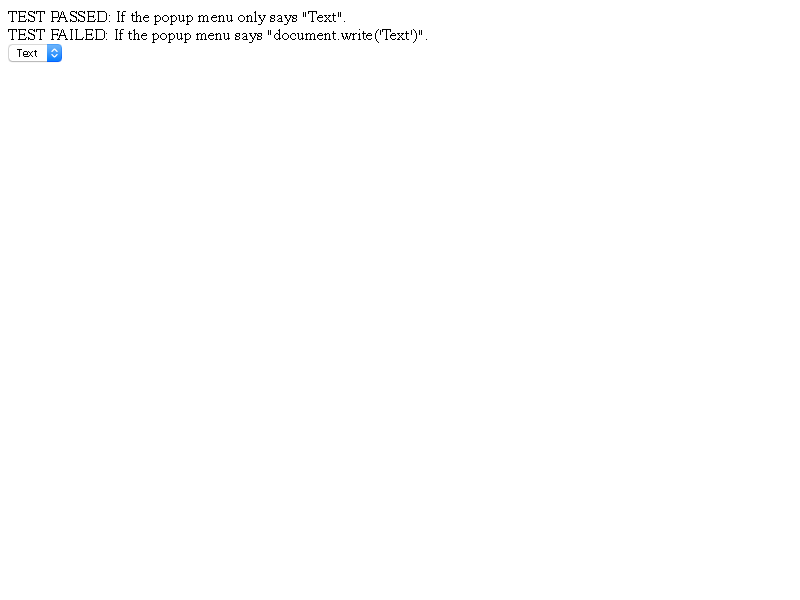 TEST PASSED: If the popup menu only says "Text".
TEST FAILED: If the popup menu says "document.write('Text')".
Text